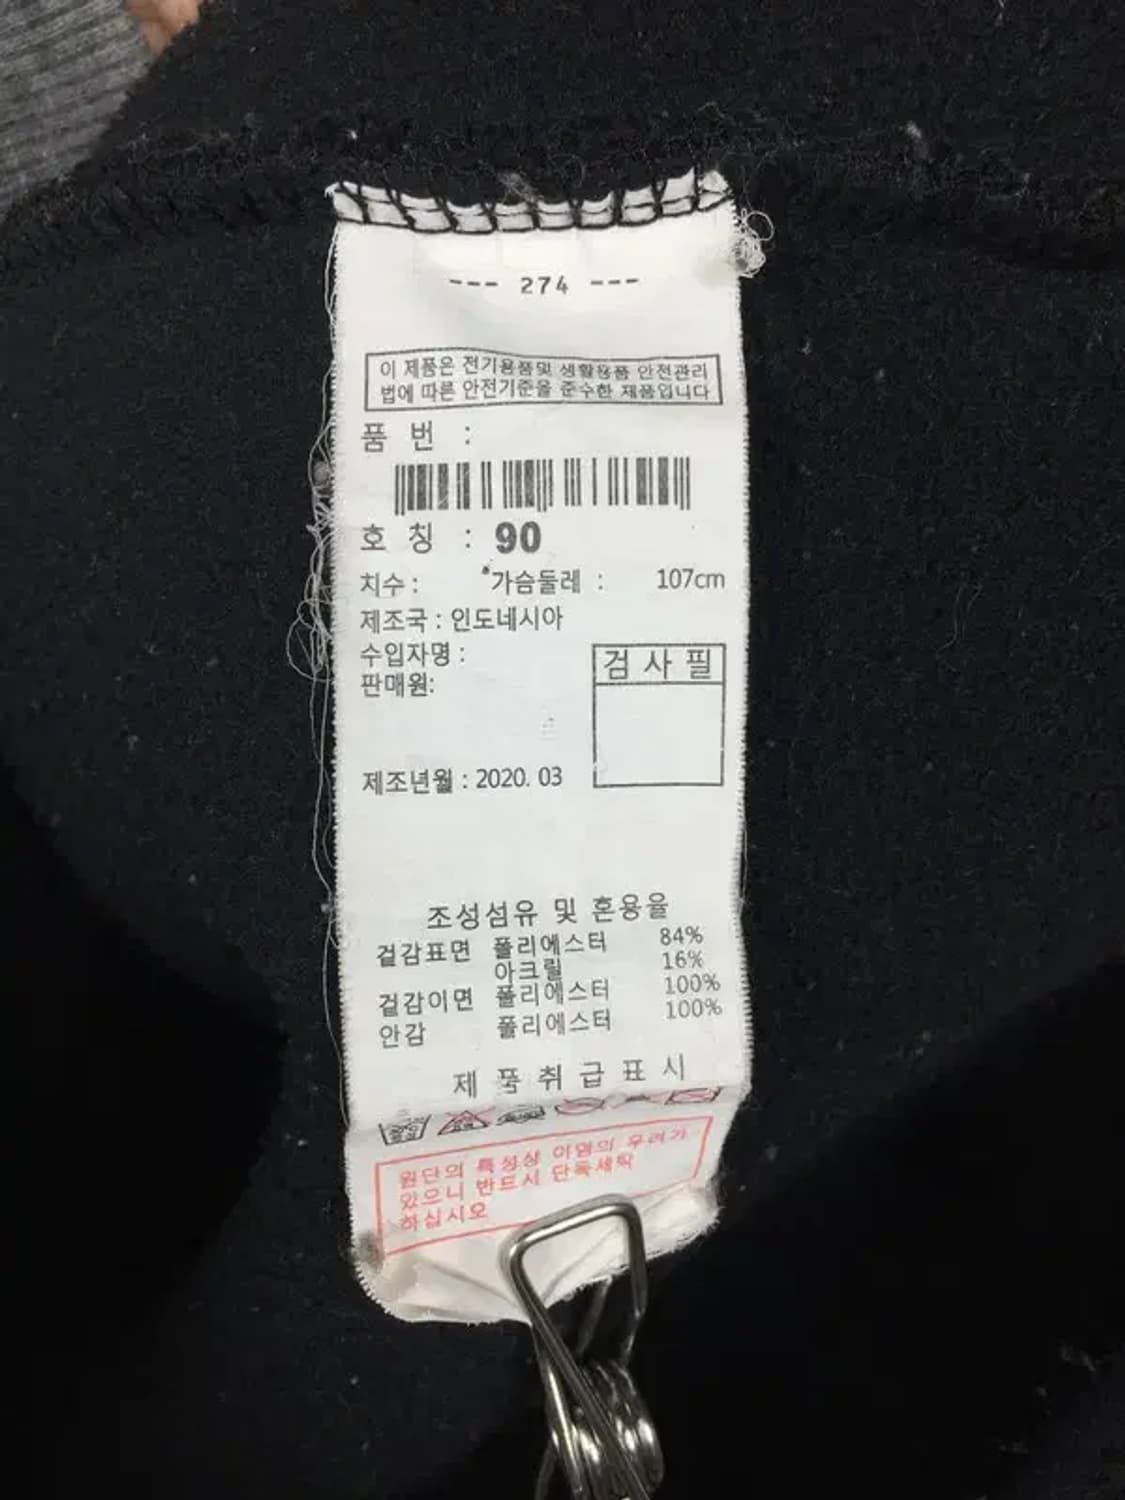 --- 274 ---
이 제품은 전기용품및 생활용품 안전관리
법에 따른 안전기준을 준수한 제품입니다
품 번 :
호 칭 : 90
치수 : *가슴둘레 : 107cm
제조국 : 인도네시아
수입자명 :
판매원:
검 사 필
제조년월 : 2020. 03
조성섬유 및 혼용율
겉감표면 폴리에스터 84%
아크릴 16%
겉감이면 폴리에스터 100%
안감 폴리에스터 100%
제 품 취 급 표 시
원단의 특성상 이염의 우려가
있으니 반드시 단독세탁
하십시오